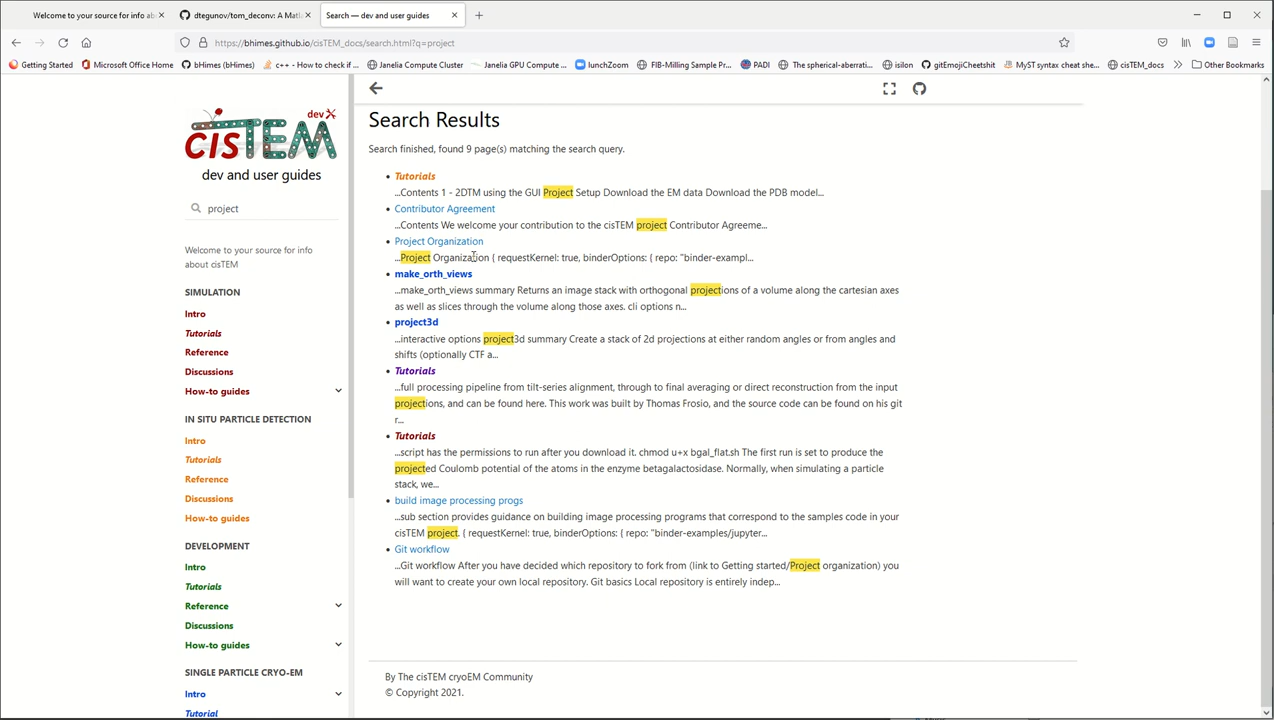 Welcome to your source for info ab
dtegunov/tom_deconv: A Matl
Search — dev and user guides
https://bhimes.github.io/cisTEM_docs/search.html?q=project
Getting Started
Microsoft Office Home
bHimes (bHimes)
c++ - How to check if ...
Janelia Compute Cluster
Janelia GPU Compute ...
lunchZoom
FIB-Milling Sample Pr...
PADI
The spherical-aberrati...
isilon
gitEmojiCheetshit
MyST syntax cheat she...
cisTEM_docs
Other Bookmarks
cisTEM
dev
dev and user guides
project
Welcome to your source for info
about cisTEM
SIMULATION
Intro
Tutorials
Reference
Discussions
How-to guides
IN SITU PARTICLE DETECTION
Intro
Tutorials
Reference
Discussions
How-to guides
DEVELOPMENT
Intro
Tutorials
Reference
Discussions
How-to guides
SINGLE PARTICLE CRYO-EM
Intro
Tutorial
Search Results
Search finished, found 9 page(s) matching the search query.
Tutorials
...Contents 1 - 2DTM using the GUI Project Setup Download the EM data Download the PDB model...
Contributor Agreement
...Contents We welcome your contribution to the cisTEM project Contributor Agreeme...
Project Organization
...Project Organization { requestKernel: true, binderOptions: { repo: "binder-exampl...
make_orth_views
...make_orth_views summary Returns an image stack with orthogonal projections of a volume along the cartesian axes
as well as slices through the volume along those axes. cli options n...
project3d
...interactive options project3d summary Create a stack of 2d projections at either random angles or from angles and
shifts (optionally CTF a...
Tutorials
...full processing pipeline from tilt-series alignment, through to final averaging or direct reconstruction from the input
projections, and can be found here. This work was built by Thomas Frosio, and the source code can be found on his git
r...
Tutorials
...script has the permissions to run after you download it. chmod u+x bgal_flat.sh The first run is set to produce the
projected Coulomb potential of the atoms in the enzyme betagalactosidase. Normally, when simulating a particle
stack, we...
build image processing progs
...sub section provides guidance on building image processing programs that correspond to the samples code in your
cisTEM project. { requestKernel: true, binderOptions: { repo: "binder-examples/jupyter...
Git workflow
...Git workflow After you have decided which repository to fork from (link to Getting started/Project organization) you
will want to create your own local repository. Git basics Local repository is entirely indep...
By The cisTEM cryoEM Community
© Copyright 2021.